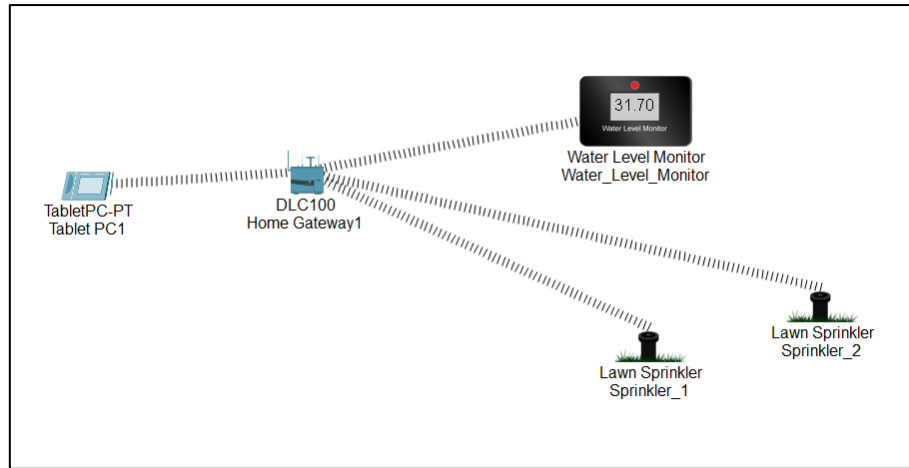 31.70
Water Level Monitor
Water Level Monitor
Water_Level_Monitor
TabletPC-PT
Tablet PC1
DLC100
Home Gateway1
Lawn Sprinkler
Sprinkler_2
Lawn Sprinkler
Sprinkler_1